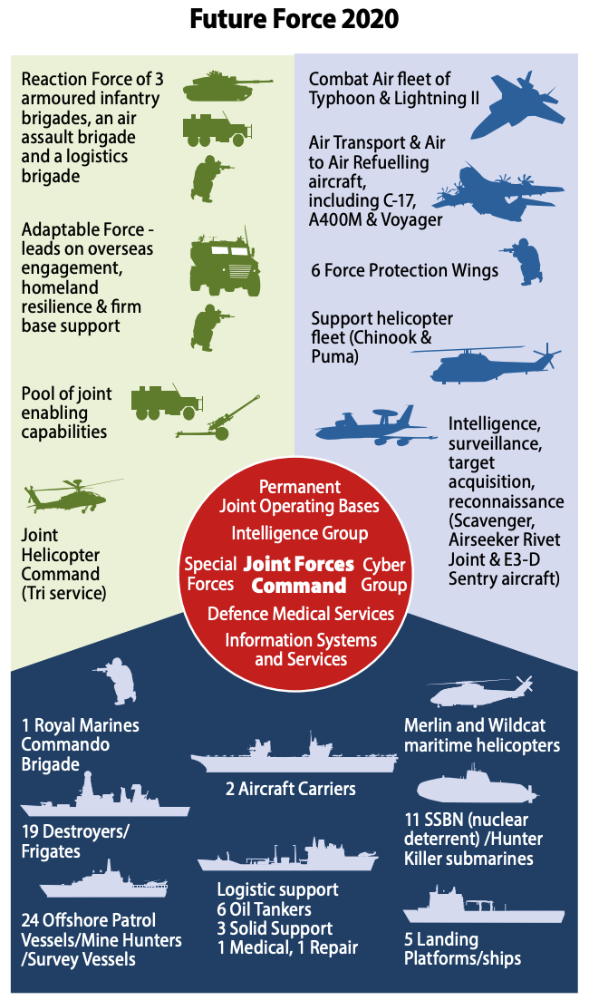 Future Force 2020
Reaction Force of 3
armoured infantry
brigades, an air
assault brigade
and a logistics
brigade
Adaptable Force -
leads on overseas
engagement,
homeland
resilience & firm
base support
Pool of joint
enabling
capabilities
Joint
Helicopter
Command
(Tri service)
Combat Air fleet of
Typhoon & Lightning II
Air Transport & Air
to Air Refuelling
aircraft,
including C-17,
A400M & Voyager
6 Force Protection Wings
Support helicopter
fleet (Chinook &
Puma)
Intelligence,
surveillance,
target
acquisition,
reconnaissance
(Scavenger,
Airseeker Rivet
Joint & E3-D
Sentry aircraft)
Permanent
Joint Operating Bases
Intelligence Group
Special
Forces
Joint Forces
Command
Cyber
Group
Defence Medical Services
Information Systems
and Services
1 Royal Marines
Commando
Brigade
19 Destroyers/
Frigates
24 Offshore Patrol
Vessels/Mine Hunters
/Survey Vessels
2 Aircraft Carriers
Logistic support
6 Oil Tankers
3 Solid Support
1 Medical, 1 Repair
Merlin and Wildcat
maritime helicopters
11 SSBN (nuclear
deterrent) /Hunter
Killer submarines
5 Landing
Platforms/ships